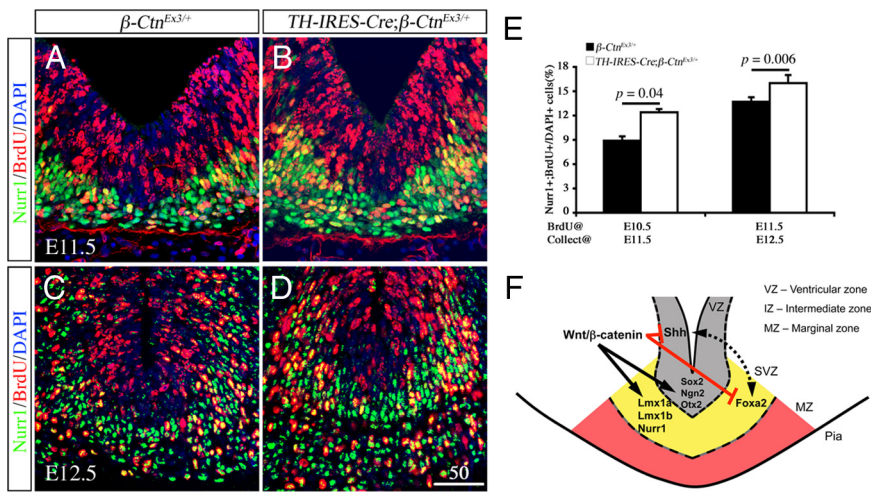 β-Ctn^Ex3/+
TH-IRES-Cre;β-Ctn^Ex3/+
Nurr1/BrdU/DAPI
A
B
E11.5
Nurr1/BrdU/DAPI
C
D
E12.5
50
E
β-Ctn^Ex3/+
TH-IRES-Cre;β-Ctn^Ex3/+
Nurr1+;BrdU+/DAPI+ cells(%)
18
15
12
9
6
3
0
p = 0.04
p = 0.006
BrdU@ E10.5 E11.5
Collect@ E11.5 E12.5
F
VZ – Ventricular zone
IZ – Intermediate zone
MZ – Marginal zone
VZ
Shh
Wnt/β-catenin
SVZ
Sox2
Ngn2
Otx2
Lmx1a
Lmx1b
Nurr1
Foxa2
MZ
Pia